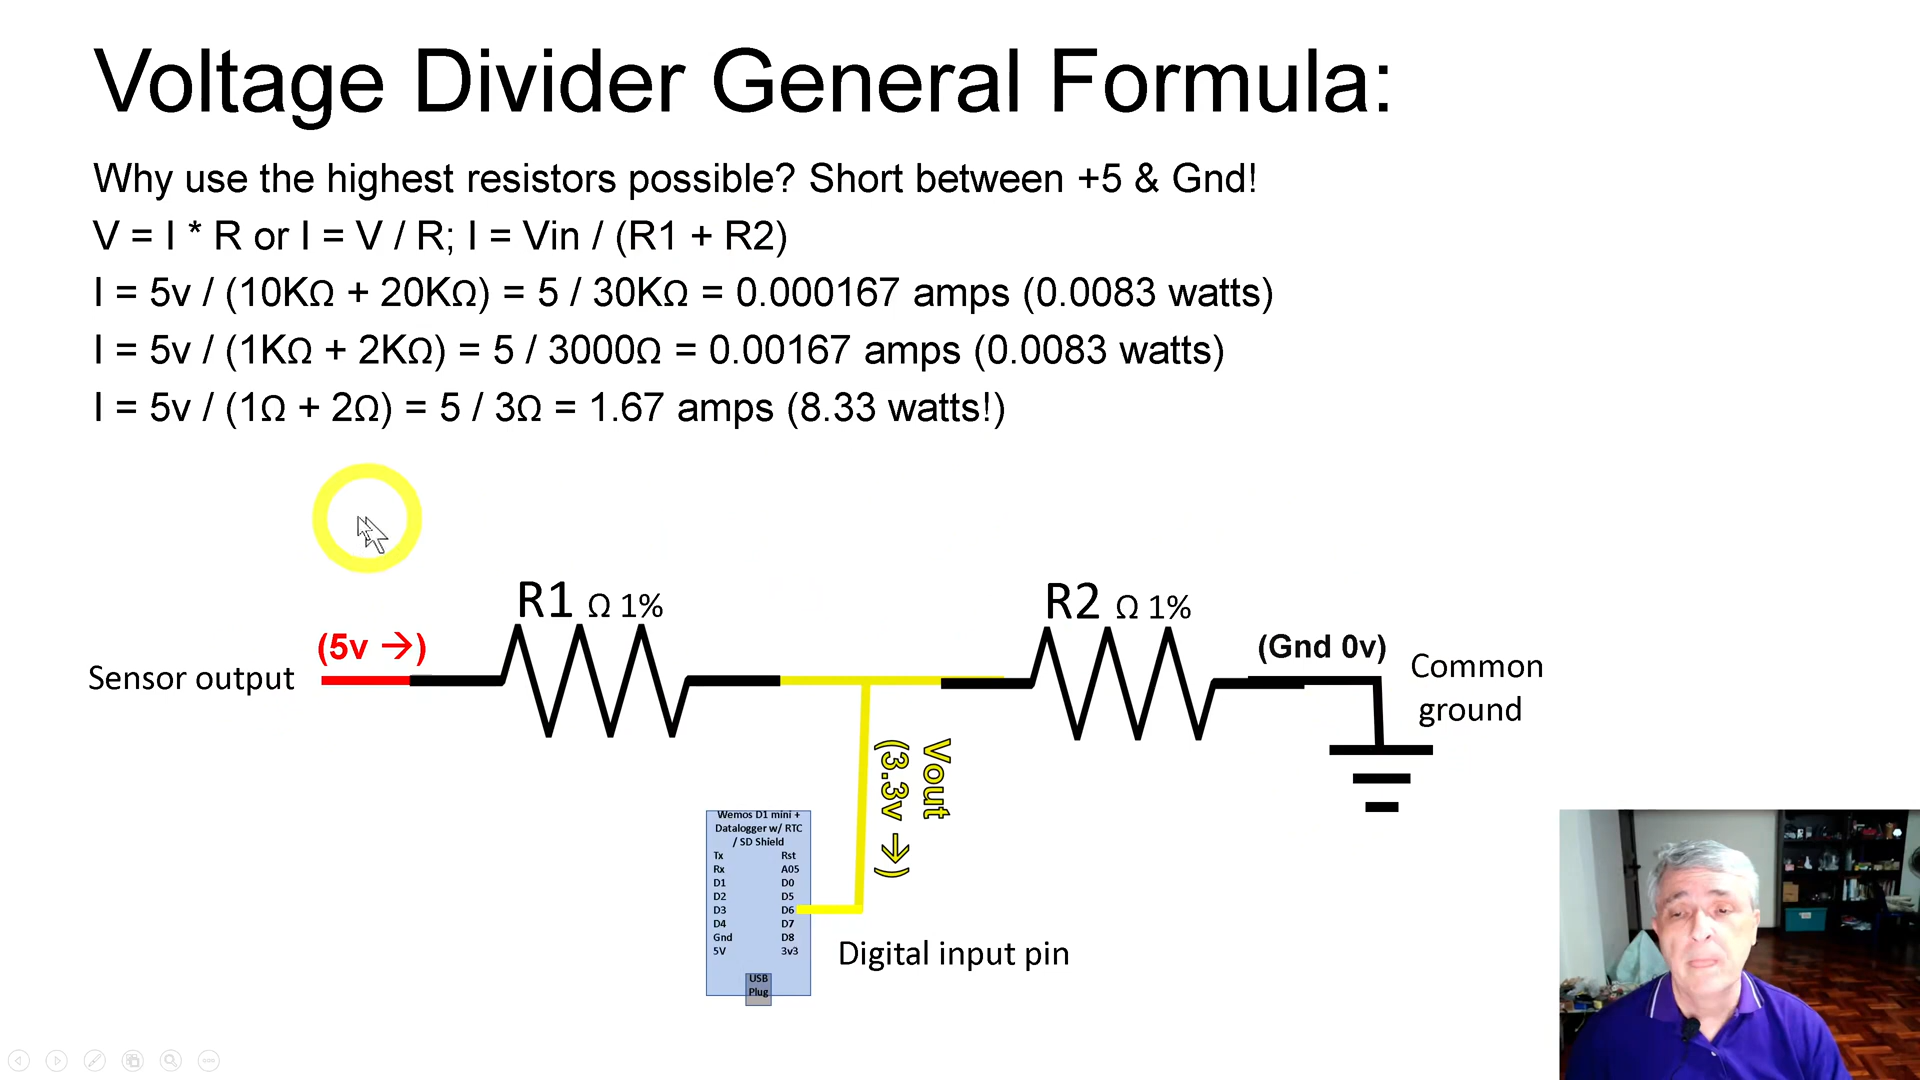 Voltage Divider General Formula:
Why use the highest resistors possible? Short between +5 & Gnd!
V = I * R or I = V / R; I = Vin / (R1 + R2)
I = 5v / (10KΩ + 20KΩ) = 5 / 30KΩ = 0.000167 amps (0.0083 watts)
I = 5v / (1KΩ + 2KΩ) = 5 / 3000Ω = 0.00167 amps (0.0083 watts)
I = 5v / (1Ω + 2Ω) = 5 / 3Ω = 1.67 amps (8.33 watts!)
R1 Ω 1%
R2 Ω 1%
(5v →)
(Gnd 0v)
Sensor output
Common
ground
Vout
(3.3v →)
Wemos D1 mini +
Datalogger w/ RTC
/ SD Shield
Tx Rst
Rx A05
D1 D0
D2 D5
D3 D6
D4 D7
Gnd D8
5V 3v3
USB
Plug
Digital input pin